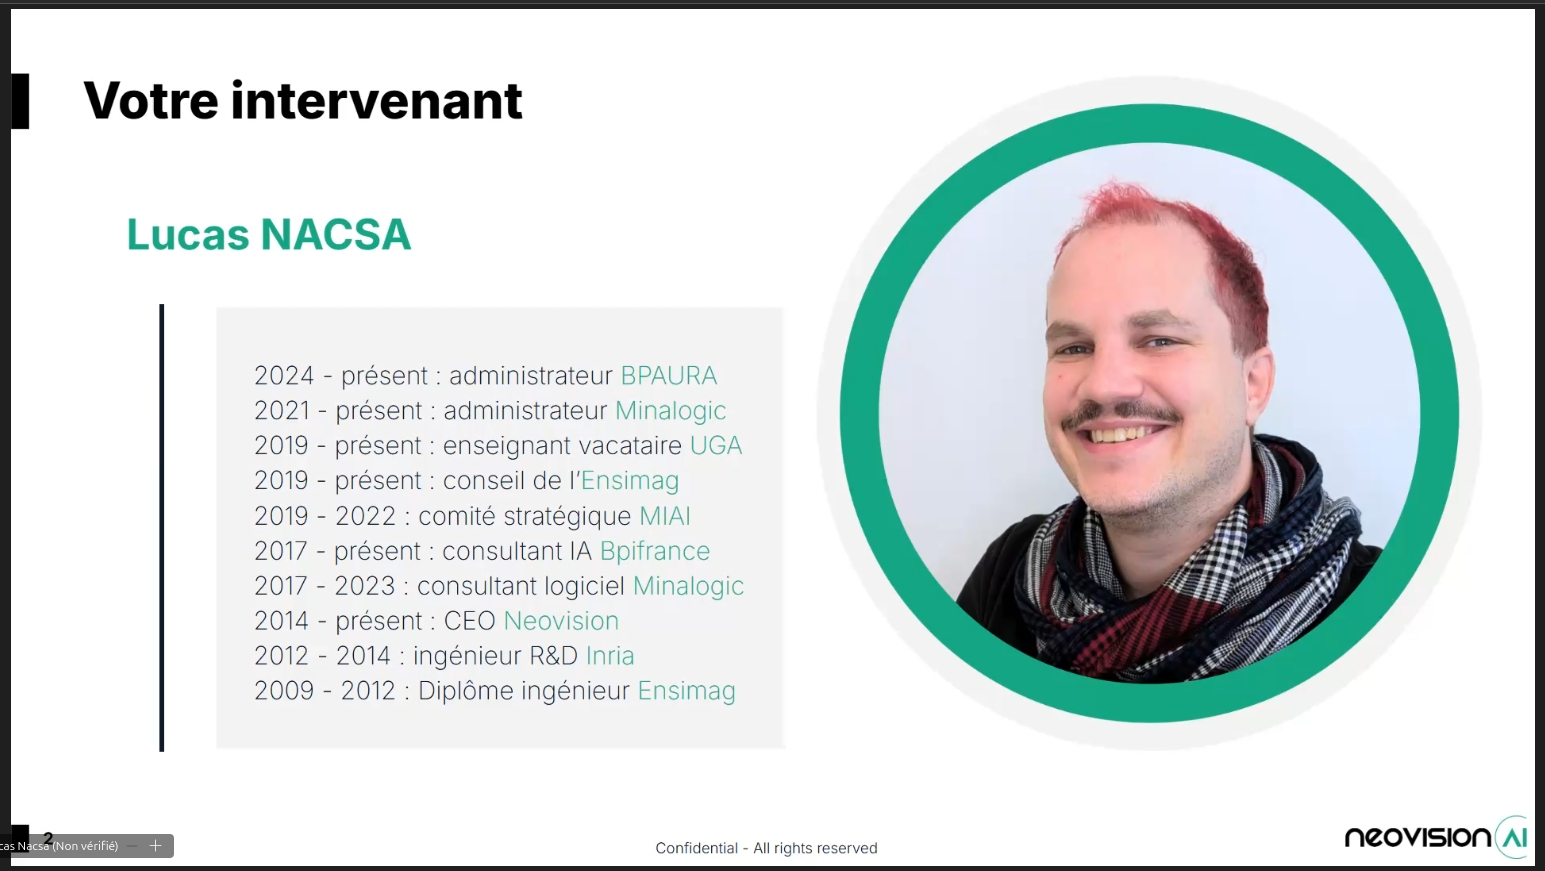 Votre intervenant
Lucas NACSA
2024 - présent : administrateur BPAURA
2021 - présent : administrateur Minalogic
2019 - présent : enseignant vacataire UGA
2019 - présent : conseil de l’Ensimag
2019 - 2022 : comité stratégique MIAI
2017 - présent : consultant IA Bpifrance
2017 - 2023 : consultant logiciel Minalogic
2014 - présent : CEO Neovision
2012 - 2014 : ingénieur R&D Inria
2009 - 2012 : Diplôme ingénieur Ensimag
2
cas Nacsa (Non vérifié)
Confidential - All rights reserved
neovision AI